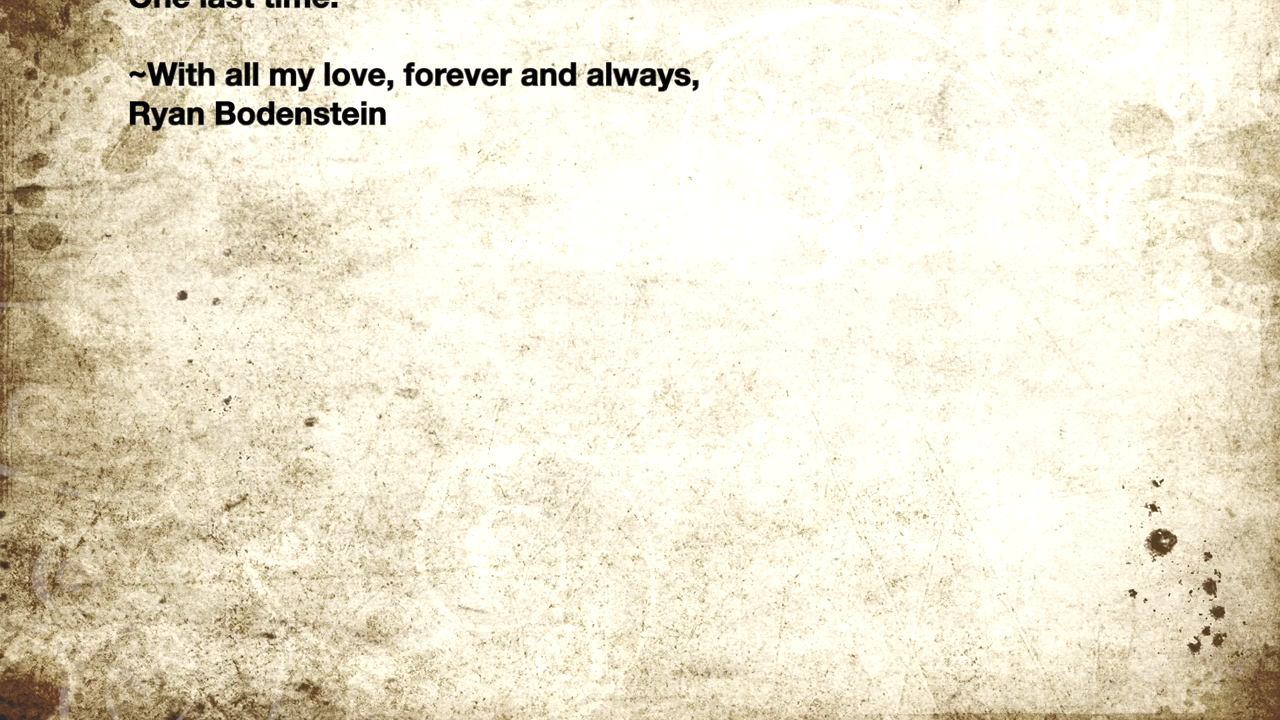 One last time.
~With all my love, forever and always,
Ryan Bodenstein